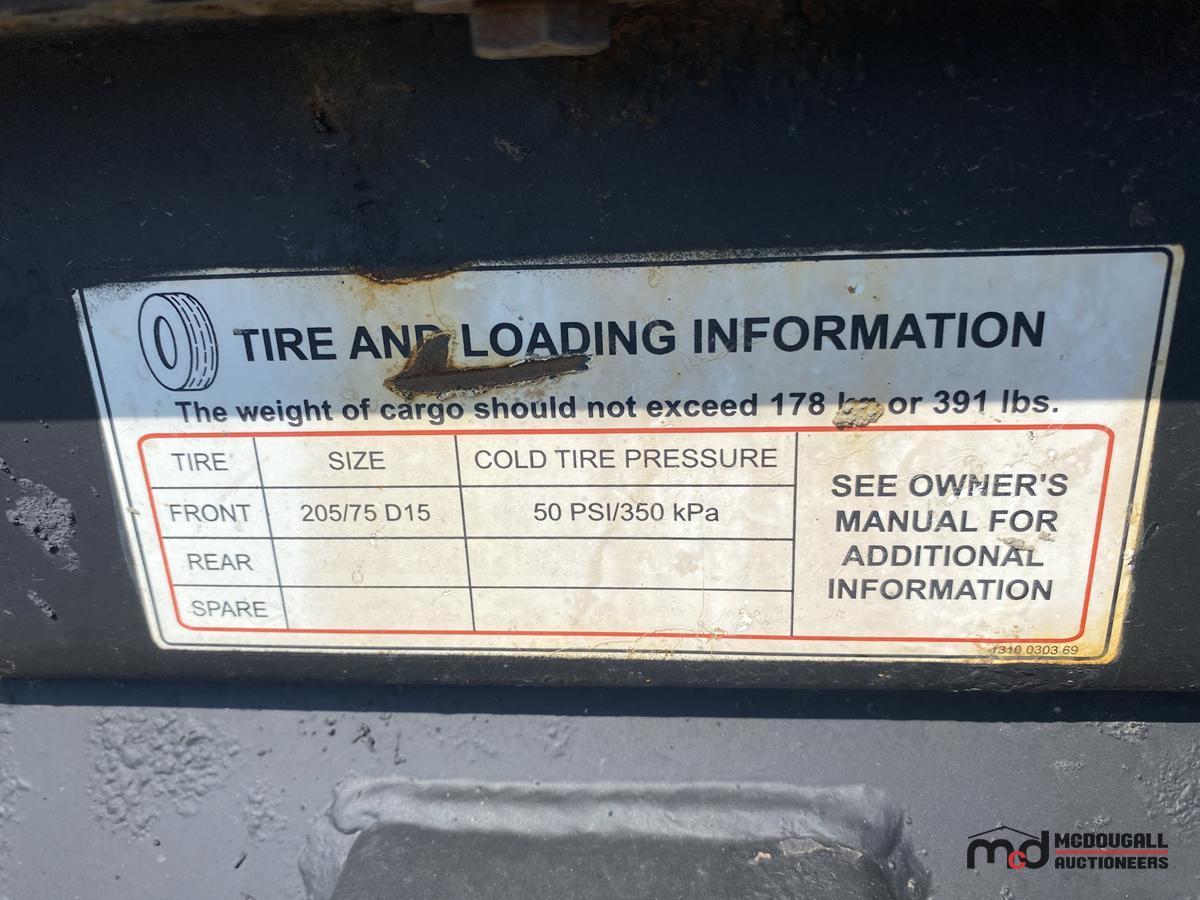 TIRE AND LOADING INFORMATION
The weight of cargo should not exceed 178 kg or 391 lbs.
TIRE SIZE COLD TIRE PRESSURE
FRONT 205/75 D15 50 PSI/350 kPa
REAR
SPARE
SEE OWNER'S
MANUAL FOR
ADDITIONAL
INFORMATION
1310 0303 69
mcd MCDOUGALL
AUCTIONEERS